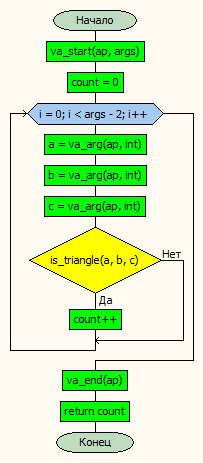 Начало
va_start(ap, args)
count = 0
i = 0; i < args - 2; i++
a = va_arg(ap, int)
b = va_arg(ap, int)
c = va_arg(ap, int)
is_triangle(a, b, c)
Нет
Да
count++
va_end(ap)
return count
Конец